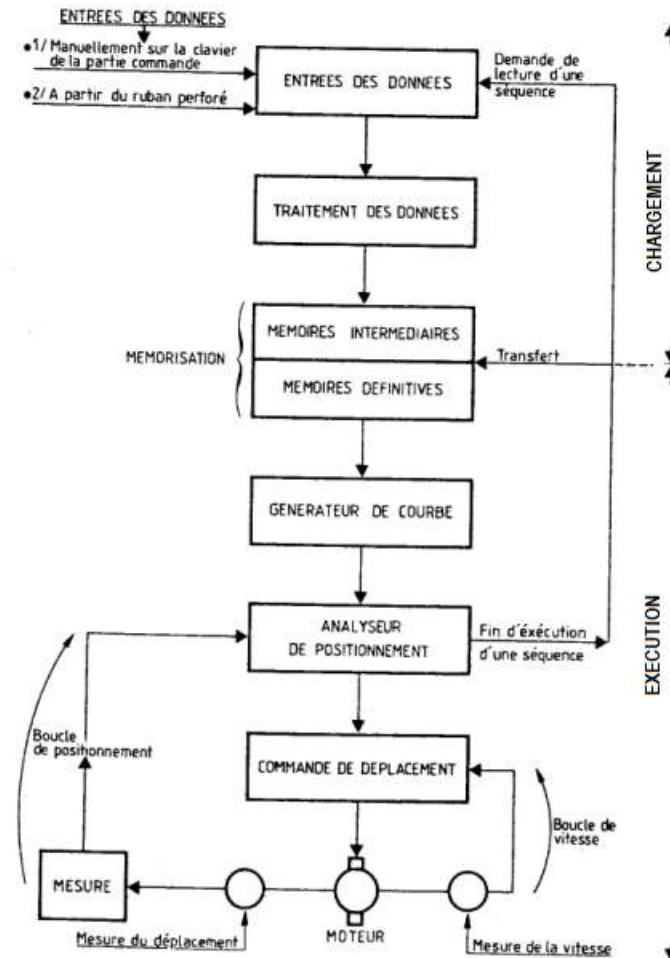 ENTREES DES DONNEES
•1/ Manuellement sur la clavier
de la partie commande
•2/ A partir du ruban perforé
ENTREES DES DONNEES
Demande de
lecture d'une
séquence
CHARGEMENT
TRAITEMENT DES DONNEES
MEMORISATION
MEMOIRES INTERMEDIAIRES
MEMOIRES DEFINITIVES
Transfert
GENERATEUR DE COURBE
EXECUTION
ANALYSEUR
DE POSITIONNEMENT
Fin d'éxécution
d'une séquence
Boucle
de positionnement
COMMANDE DE DEPLACEMENT
Boucle de
vitesse
MESURE
MOTEUR
Mesure du déplacement
Mesure de la vitesse